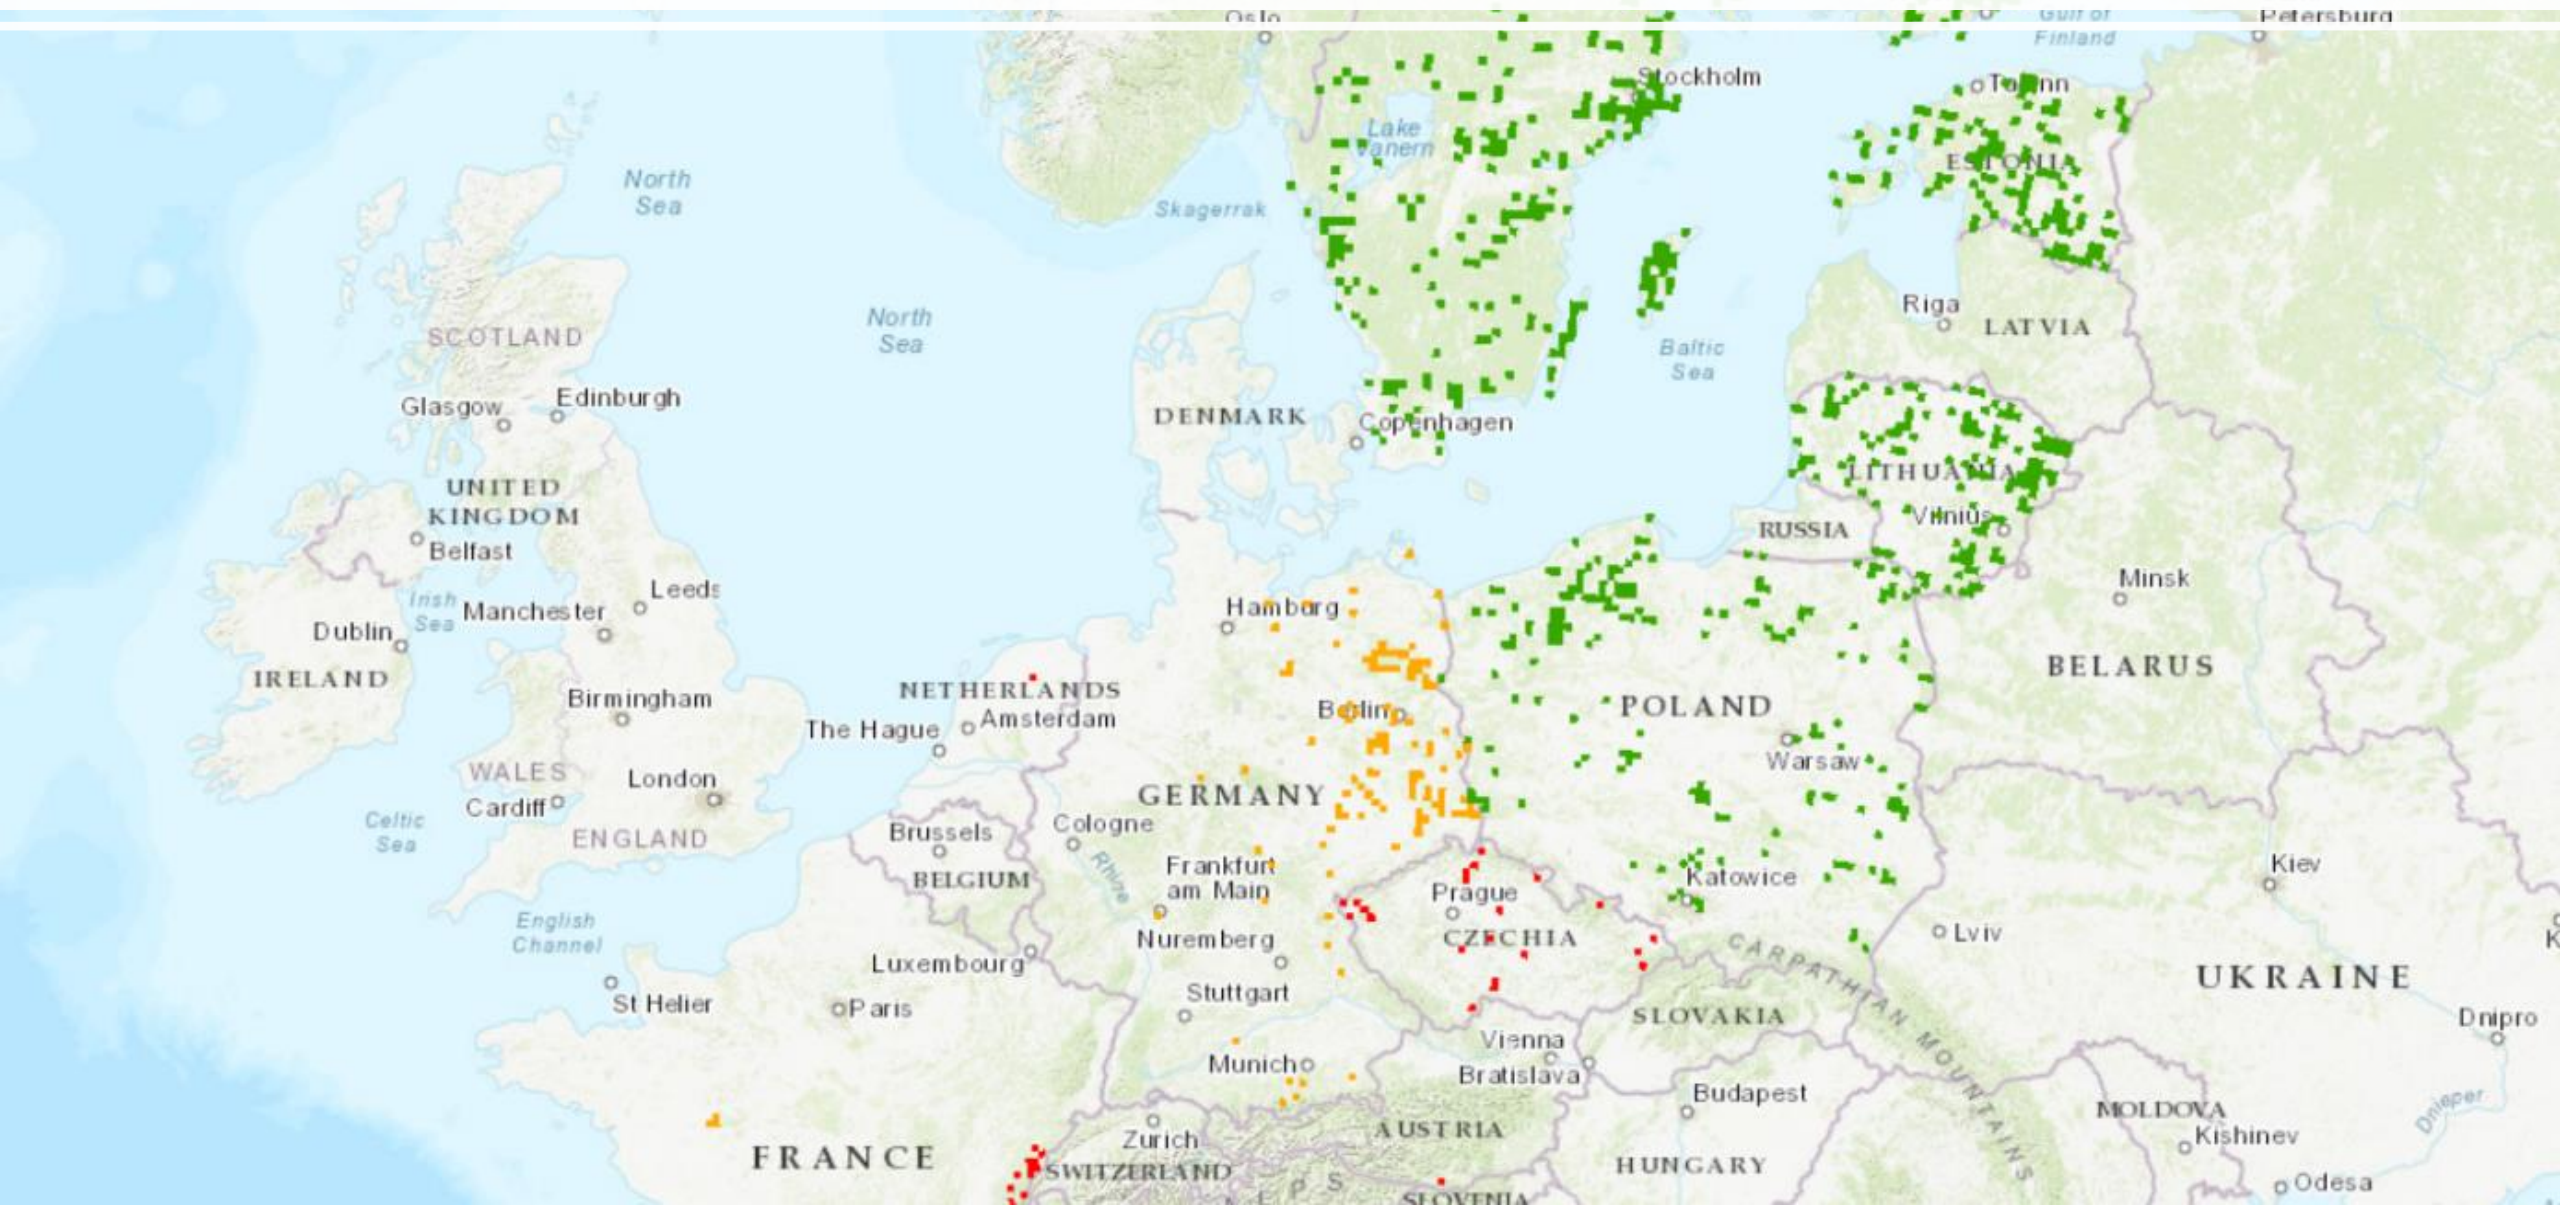 Oslo
Gulf of
Finland
Petersburg
Stockholm
Lake
Vanern
ESTONIA
North
Sea
Skagerrak
Riga
LATVIA
North
Sea
SCOTLAND
Baltic
Sea
Edinburgh
Glasgow
DENMARK
Copenhagen
LITHUANIA
UNITED
KINGDOM
Vilnius
RUSSIA
Belfast
Minsk
Leeds
Irish
Sea
Manchester
Hamburg
Dublin
IRELAND
BELARUS
NETHERLANDS
Birmingham
Amsterdam
The Hague
Berlin
POLAND
Warsaw
WALES
London
Cardiff
GERMANY
Celtic
Sea
ENGLAND
Brussels
Cologne
Rhine
Frankfurt
am Main
BELGIUM
Prague
Katowice
Kiev
English
Channel
Nuremberg
CZECHIA
Lviv
CARPATHIAN MOUNTAINS
Luxembourg
UKRAINE
St Helier
Paris
Stuttgart
SLOVAKIA
Dnipro
Vienna
Munich
Bratislava
Budapest
Dnieper
MOLDOVA
Kishinev
AUSTRIA
Zurich
FRANCE
SWITZERLAND
HUNGARY
ALPS
SLOVENIA
Odesa